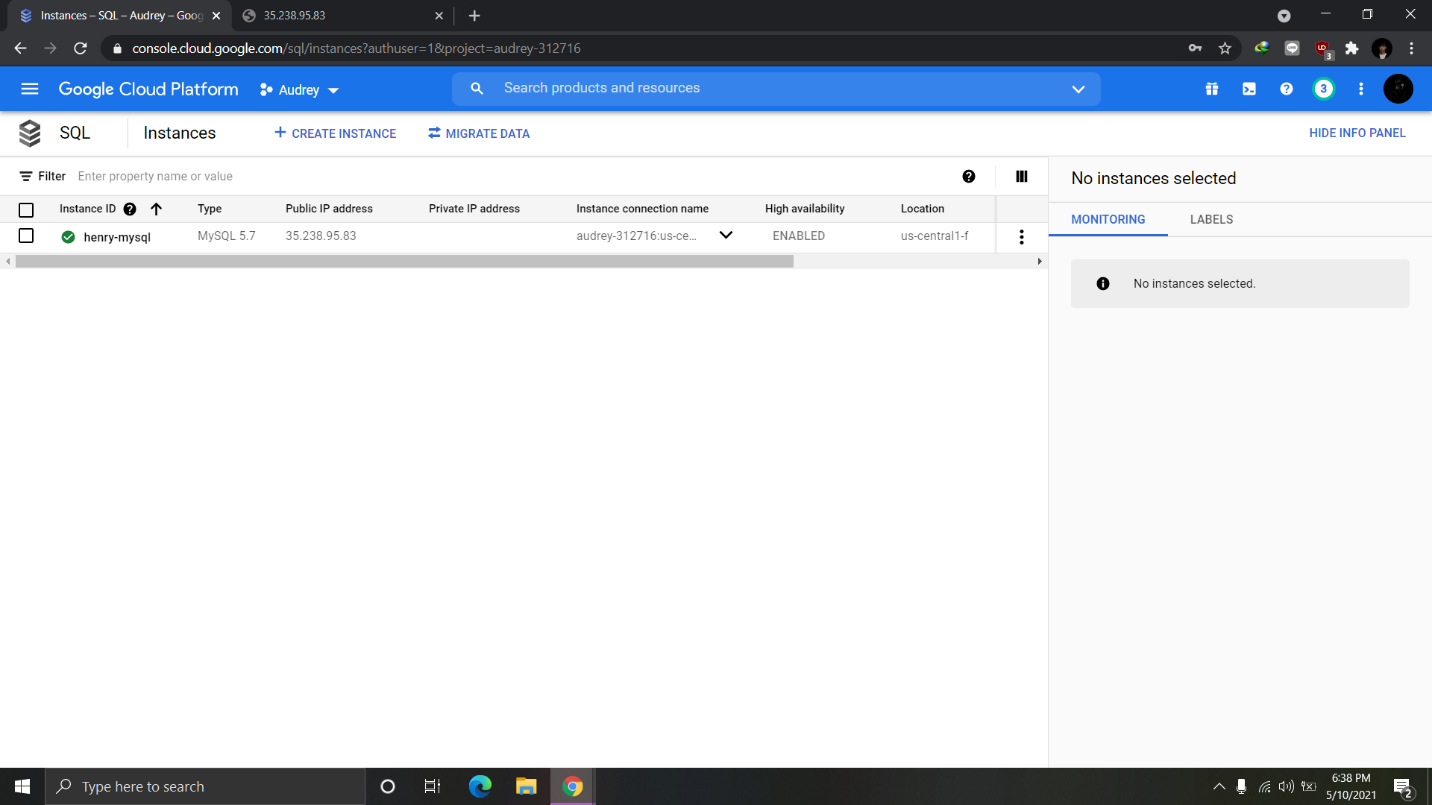 Instances – SQL – Audrey – Goog
35.238.95.83
console.cloud.google.com/sql/instances?authuser=1&project=audrey-312716
3
Google Cloud Platform
Audrey
Search products and resources
3
SQL
Instances
CREATE INSTANCE
MIGRATE DATA
HIDE INFO PANEL
Filter
Enter property name or value
No instances selected
Instance ID
Type
Public IP address
Private IP address
Instance connection name
High availability
Location
MONITORING
LABELS
henry-mysql
MySQL 5.7
35.238.95.83
audrey-312716:us-ce...
ENABLED
us-central1-f
No instances selected.
Type here to search
6:38 PM
5/10/2021
2